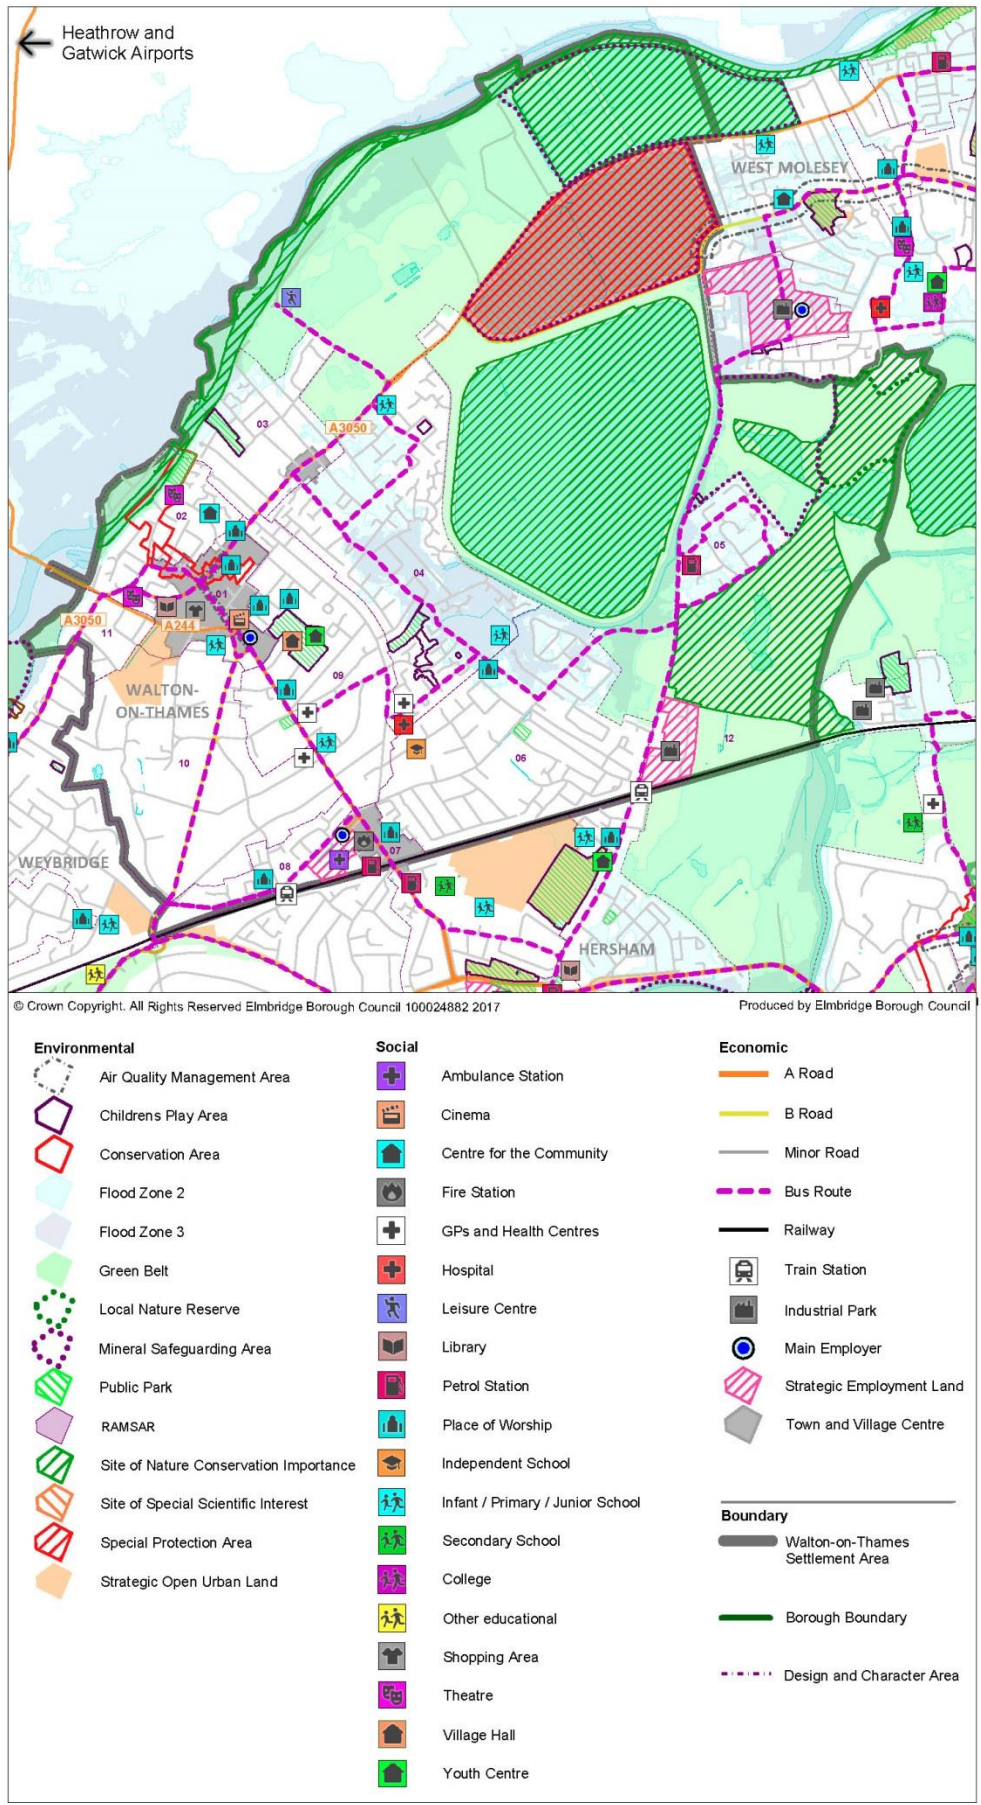 Heathrow and
Gatwick Airports
WEST MOLESEY
03
A3050
02
04
05
01
A3050
A244
11
WALTON-
ON-THAMES
09
06
12
10
WEYBRIDGE
08
07
HERSHAM
© Crown Copyright. All Rights Reserved Elmbridge Borough Council 100024882 2017
Produced by Elmbridge Borough Council
Environmental
Air Quality Management Area
Childrens Play Area
Conservation Area
Flood Zone 2
Flood Zone 3
Green Belt
Local Nature Reserve
Mineral Safeguarding Area
Public Park
RAMSAR
Site of Nature Conservation Importance
Site of Special Scientific Interest
Special Protection Area
Strategic Open Urban Land
Social
Ambulance Station
Cinema
Centre for the Community
Fire Station
GPs and Health Centres
Hospital
Leisure Centre
Library
Petrol Station
Place of Worship
Independent School
Infant / Primary / Junior School
Secondary School
College
Other educational
Shopping Area
Theatre
Village Hall
Youth Centre
Economic
A Road
B Road
Minor Road
Bus Route
Railway
Train Station
Industrial Park
Main Employer
Strategic Employment Land
Town and Village Centre
Boundary
Walton-on-Thames
Settlement Area
Borough Boundary
Design and Character Area